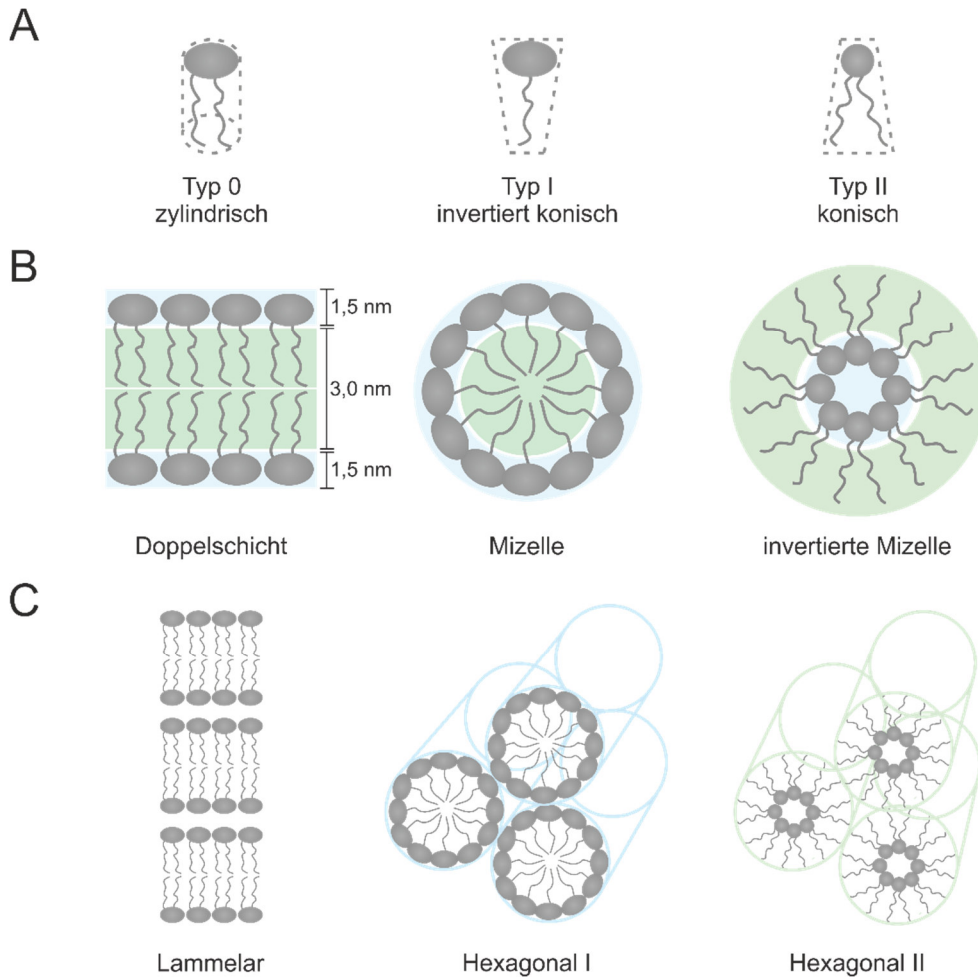 A
Typ 0
zylindrisch
Typ I
invertiert konisch
Typ II
konisch
B
1,5 nm
3,0 nm
1,5 nm
Doppelschicht
Mizelle
invertierte Mizelle
C
Lammelar
Hexagonal I
Hexagonal II